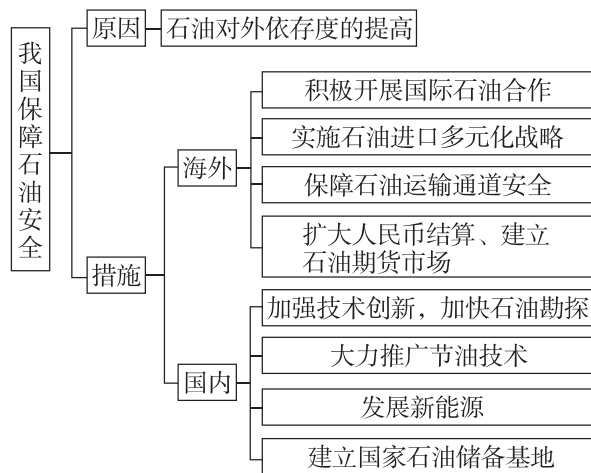 我国保障石油安全
原因
石油对外依存度的提高
措施
海外
积极开展国际石油合作
实施石油进口多元化战略
保障石油运输通道安全
扩大人民币结算、建立
石油期货市场
国内
加强技术创新，加快石油勘探
大力推广节油技术
发展新能源
建立国家石油储备基地